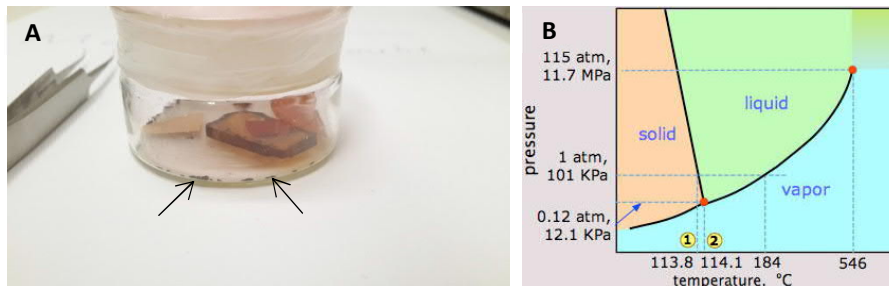 A
B
115 atm,
11.7 MPa
liquid
solid
pressure
1 atm,
101 KPa
vapor
0.12 atm,
12.1 KPa
1 2
113.8 114.1 184 546
temperature, °C